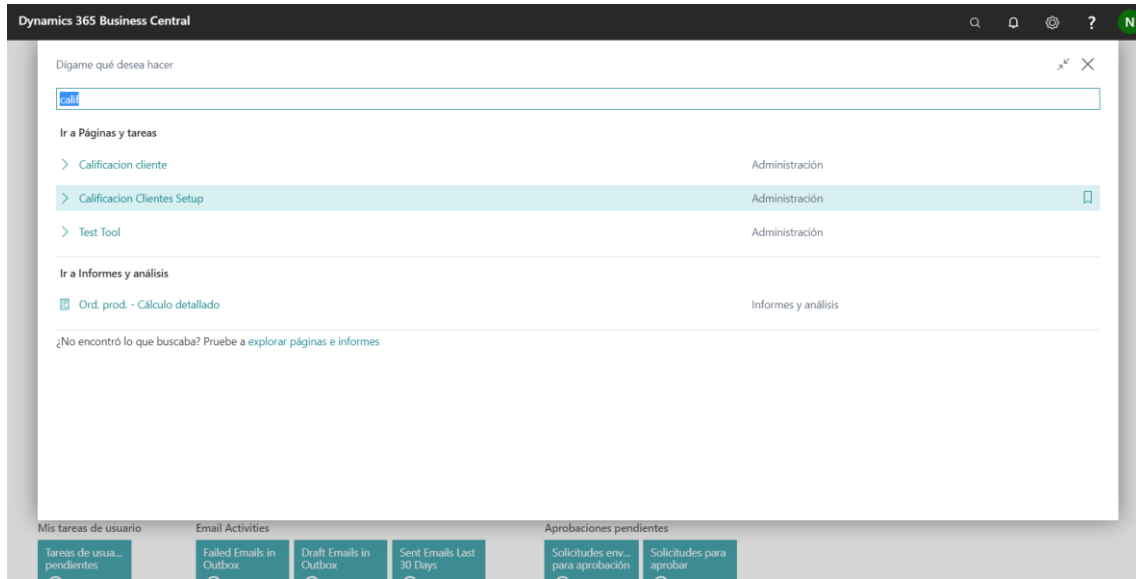 Dynamics 365 Business Central
?
N
Dígame qué desea hacer
calif
Ir a Páginas y tareas
Calificacion cliente Administración
Calificacion Clientes Setup Administración
Test Tool Administración
Ir a Informes y análisis
Ord. prod. - Cálculo detallado Informes y análisis
¿No encontró lo que buscaba? Pruebe a explorar páginas e informes
Mis tareas de usuario Email Activities Aprobaciones pendientes
Tareas de usua... Failed Emails in Draft Emails in Sent Emails Last Solicitudes env... Solicitudes para
pendientes Outbox Outbox 30 Days para aprobación aprobar